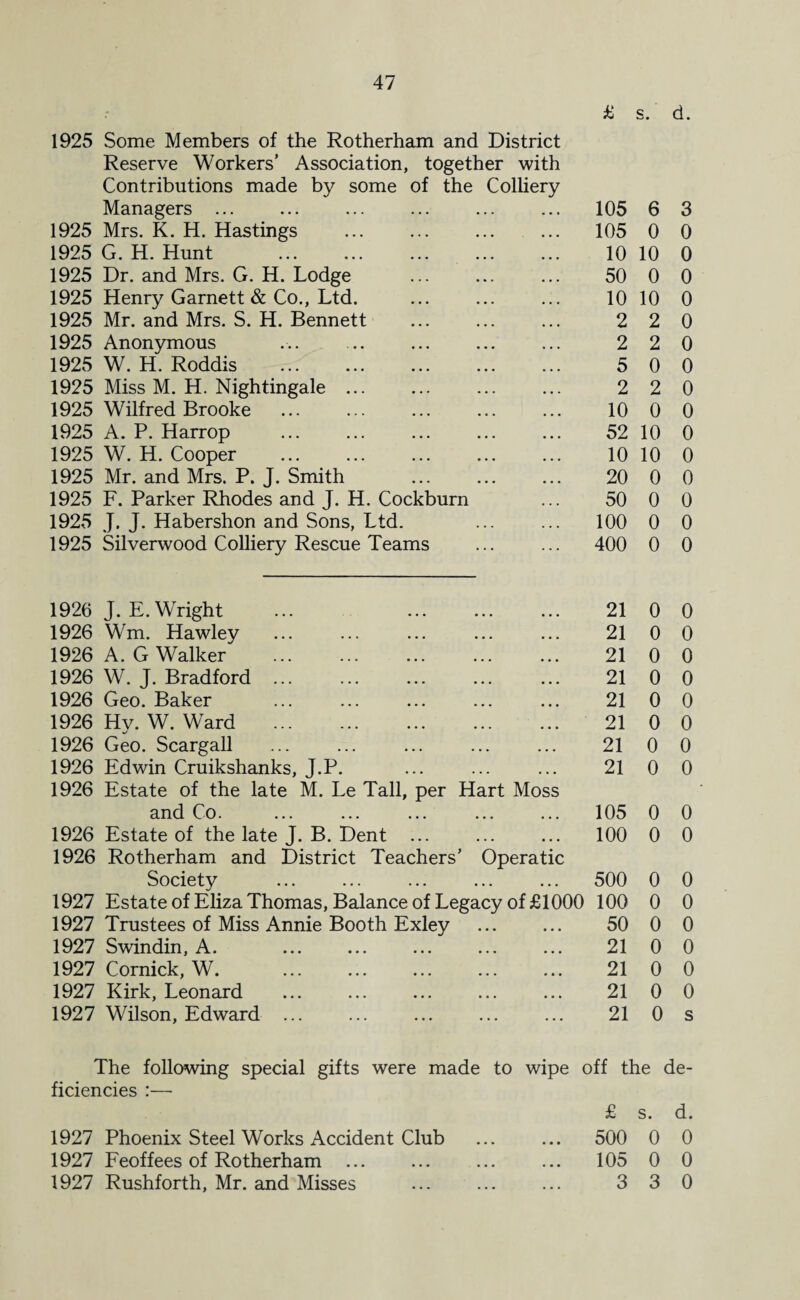 47
£ s. d.
1925 Some Members of the Rotherham and District
Reserve Workers' Association, together with
Contributions made by some of the Colliery
Managers ... ... ... ... ... ... 105 6 3
1925 Mrs. K. H. Hastings ... ... ... ... 105 0 0
1925 G. H. Hunt ... ... ... ... ... 10 10 0
1925 Dr. and Mrs. G. H. Lodge ... ... ... 50 0 0
1925 Henry Garnett & Co., Ltd. ... ... ... 10 10 0
1925 Mr. and Mrs. S. H. Bennett ... ... ... 2 2 0
1925 Anonymous ... .. ... ... ... 2 2 0
1925 W. H. Roddis ... ... ... ... ... 5 0 0
1925 Miss M. H. Nightingale ... ... ... ... 2 2 0
1925 Wilfred Brooke ... ... ... ... ... 10 0 0
1925 A. P. Harrop ... ... ... ... ... 52 10 0
1925 W. H. Cooper ... ... ... ... ... 10 10 0
1925 Mr. and Mrs. P. J. Smith ... ... ... 20 0 0
1925 F. Parker Rhodes and J. H. Cockburn ... 50 0 0
1925 J. J. Habershon and Sons, Ltd. ... ... 100 0 0
1925 Silverwood Colliery Rescue Teams ... ... 400 0 0
1926 J. E. Wright ... ... ... ... 21 0 0
1926 Wm. Hawley ... ... ... ... ... 21 0 0
1926 A. G Walker ... ... ... ... ... 21 0 0
1926 W. J. Bradford ... ... ... ... ... 21 0 0
1926 Geo. Baker ... ... ... ... ... 21 0 0
1926 Hy. W. Ward ... ... ... ... ... 21 0 0
1926 Geo. Scargall ... ... ... ... ... 21 0 0
1926 Edwin Cruikshanks, J.P. ... ... ... 21 0 0
1926 Estate of the late M. Le Tall, per Hart Moss
and Co. ... ... ... ... ... 105 0 0
1926 Estate of the late J. B. Dent ... ... ... 100 0 0
1926 Rotherham and District Teachers' Operatic
Society ... ... ... ... ... 500 0 0
1927 Estate of Eliza Thomas, Balance of Legacy of £1000 100 0 0
1927 Trustees of Miss Annie Booth Exley ... ... 50 0 0
1927 Swindin, A. ... ... ... ... ... 21 0 0
1927 Cornick, W. ... ... ... ... ... 21 0 0
1927 Kirk, Leonard ... ... ... ... ... 21 0 0
1927 Wilson, Edward ... ... ... ... ... 21 0 s
The following special gifts were made to wipe off the de-
ficiencies :—
£ s. d.
1927 Phoenix Steel Works Accident Club ... ... 500 0 0
1927 Feoffees of Rotherham ... ... ... ... 105 0 0
1927 Rushforth, Mr. and Misses ... ... ... 3 3 0